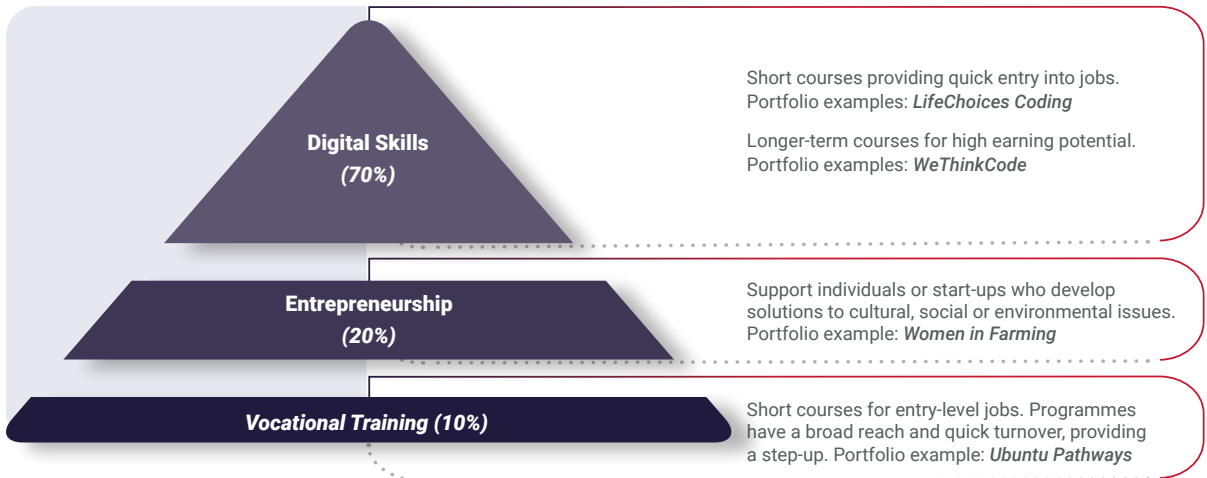 Digital Skills
(70%)
Short courses providing quick entry into jobs.
Portfolio examples: LifeChoices Coding
Longer-term courses for high earning potential.
Portfolio examples: WeThinkCode
Entrepreneurship
(20%)
Support individuals or start-ups who develop
solutions to cultural, social or environmental issues.
Portfolio example: Women in Farming
Vocational Training (10%)
Short courses for entry-level jobs. Programmes
have a broad reach and quick turnover, providing
a step-up. Portfolio example: Ubuntu Pathways